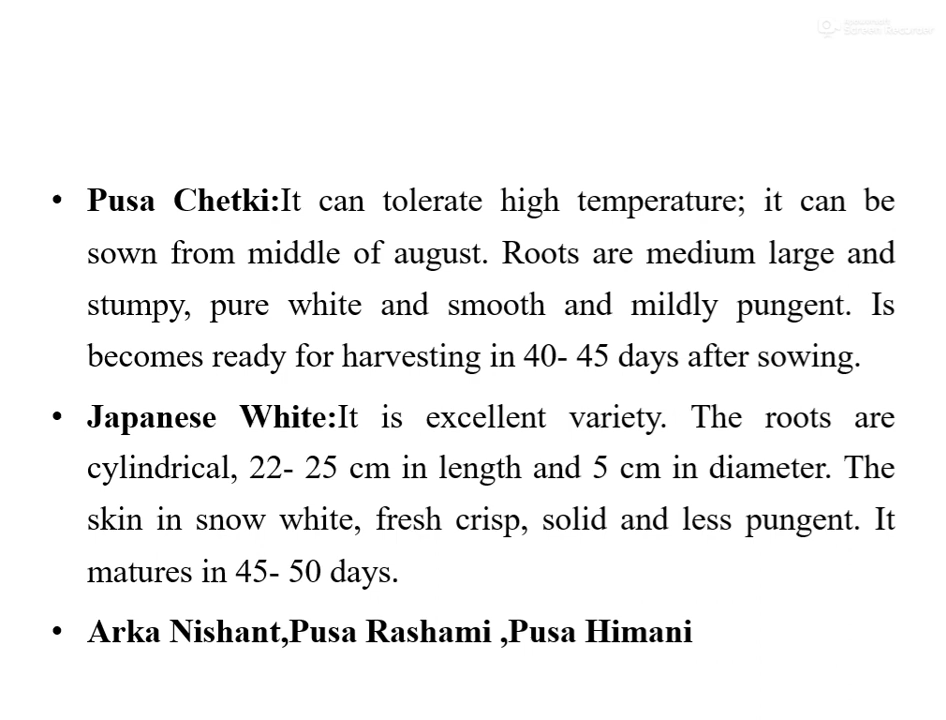 Screen Recorder
• Pusa Chetki:It can tolerate high temperature; it can be
sown from middle of august. Roots are medium large and
stumpy, pure white and smooth and mildly pungent. Is
becomes ready for harvesting in 40- 45 days after sowing.
• Japanese White:It is excellent variety. The roots are
cylindrical, 22- 25 cm in length and 5 cm in diameter. The
skin in snow white, fresh crisp, solid and less pungent. It
matures in 45- 50 days.
• Arka Nishant,Pusa Rashami ,Pusa Himani